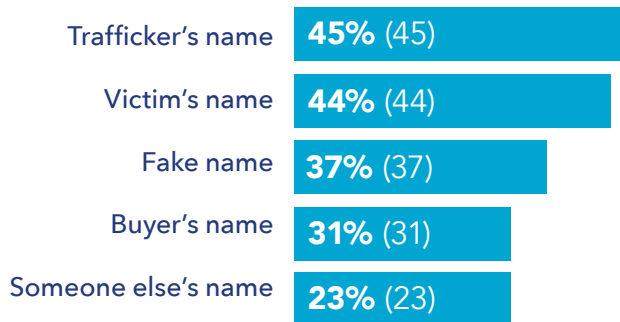 Trafficker’s name 45% (45)
Victim’s name 44% (44)
Fake name 37% (37)
Buyer’s name 31% (31)
Someone else’s name 23% (23)